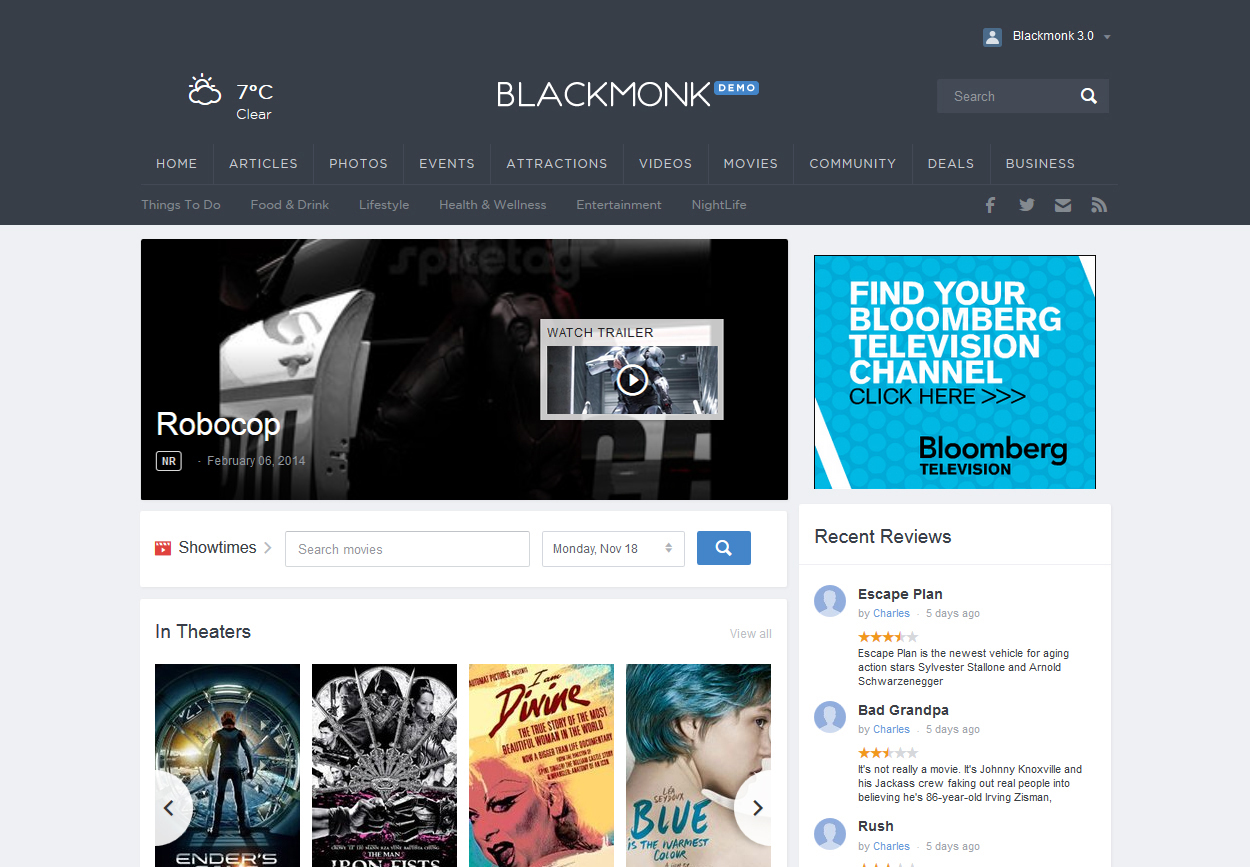 Blackmonk 3.0
7°C
Clear
BLACKMONK DEMO
Search
HOME ARTICLES PHOTOS EVENTS ATTRACTIONS VIDEOS MOVIES COMMUNITY DEALS BUSINESS
Things To Do Food & Drink Lifestyle Health & Wellness Entertainment NightLife
spicetag
WATCH TRAILER
Robocop
NR · February 06, 2014
FIND YOUR
BLOOMBERG
TELEVISION
CHANNEL
CLICK HERE >>>
Bloomberg
TELEVISION
Showtimes
Search movies
Monday, Nov 18
In Theaters
View all
ENDER'S
THE MAN
IRON FISTS
I am
Divine
THE TRUE STORY OF THE MOST
BEAUTIFUL WOMAN IN THE WORLD
NOW A BIGGER THAN LIFE DOCUMENTARY
LÉA
SEYDOUX
BLUE
IS THE WARMEST
COLOUR
Recent Reviews
Escape Plan
by Charles · 5 days ago
Escape Plan is the newest vehicle for aging
action stars Sylvester Stallone and Arnold
Schwarzenegger
Bad Grandpa
by Charles · 5 days ago
It's not really a movie. It's Johnny Knoxville and
his Jackass crew faking out real people into
believing he's 86-year-old Irving Zisman,
Rush
by Charles · 5 days ago